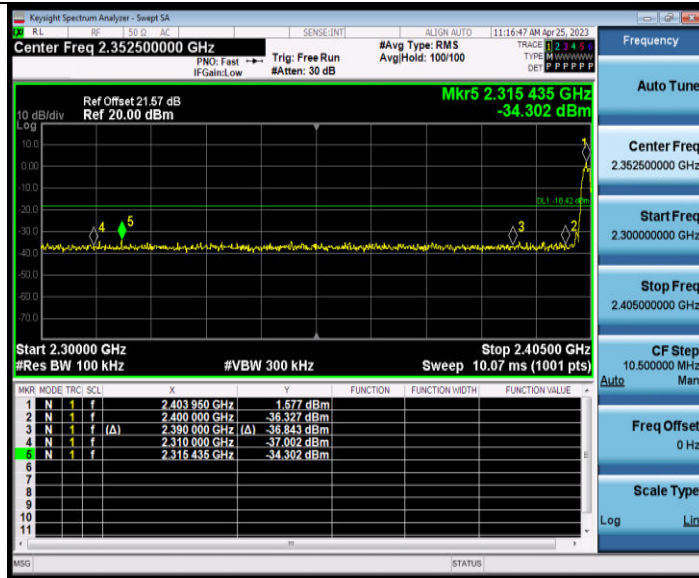 Keysight Spectrum Analyzer - Swept SA
RL RF 50 Ω AC SENSE:INT ALIGN AUTO 11:16:47 AM Apr 25, 2023
Center Freq 2.352500000 GHz
PNO: Fast
IFGain:Low
Trig: Free Run
#Atten: 30 dB
#Avg Type: RMS
Avg|Hold: 100/100
TRACE 1 2 3 4 5 6
TYPE M W W W W W
DET P P P P P P
Ref Offset 21.57 dB
10 dB/div Ref 20.00 dBm
Log
Mkr5 2.315 435 GHz
-34.302 dBm
10.0
0.00
-10.0
-20.0
-30.0
-40.0
-50.0
-60.0
-70.0
1
DL1 -18.42 dBm
4
5
3
2
Start 2.30000 GHz Stop 2.40500 GHz
#Res BW 100 kHz #VBW 300 kHz Sweep 10.07 ms (1001 pts)
MKR MODE TRC SCL X Y FUNCTION FUNCTION WIDTH FUNCTION VALUE
1 N 1 f 2.403 950 GHz 1.577 dBm
2 N 1 f 2.400 000 GHz -36.327 dBm
3 N 1 f (Δ) 2.390 000 GHz (Δ) -36.843 dBm
4 N 1 f 2.310 000 GHz -37.002 dBm
5 N 1 f 2.315 435 GHz -34.302 dBm
6
7
8
9
10
11
MSG STATUS
Frequency
Auto Tune
Center Freq
2.352500000 GHz
Start Freq
2.300000000 GHz
Stop Freq
2.405000000 GHz
CF Step
10.500000 MHz
Auto Man
Freq Offset
0 Hz
Scale Type
Log Lin